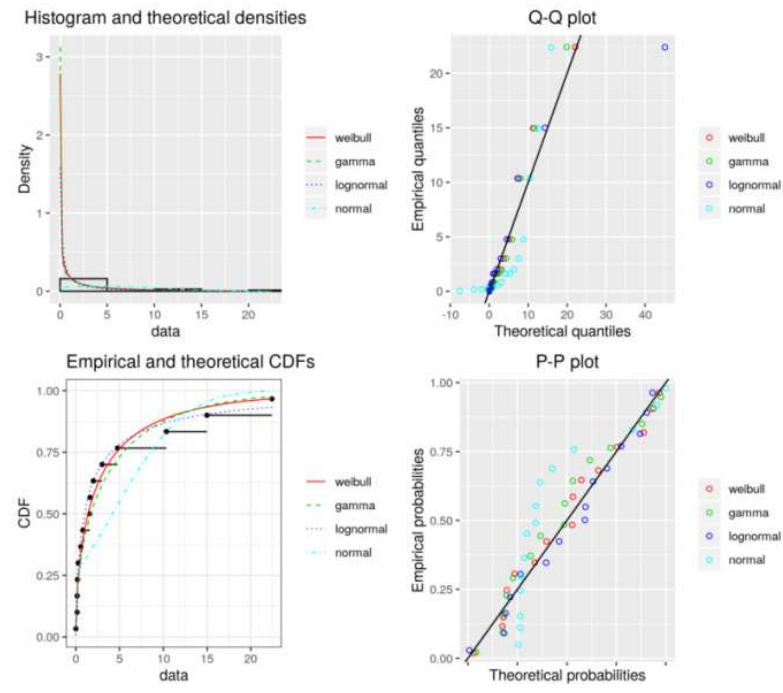 Histogram and theoretical densities
Density
3
2
1
0
0 5 10 15 20
data
weibull
gamma
lognormal
normal
Q-Q plot
Empirical quantiles
20
15
10
5
0
-10 0 10 20 30 40
Theoretical quantiles
weibull
gamma
lognormal
normal
Empirical and theoretical CDFs
CDF
1.00
0.75
0.50
0.25
0.00
0 5 10 15 20
data
weibull
gamma
lognormal
normal
P-P plot
Empirical probabilities
1.00
0.75
0.50
0.25
0.00
Theoretical probabilities
weibull
gamma
lognormal
normal